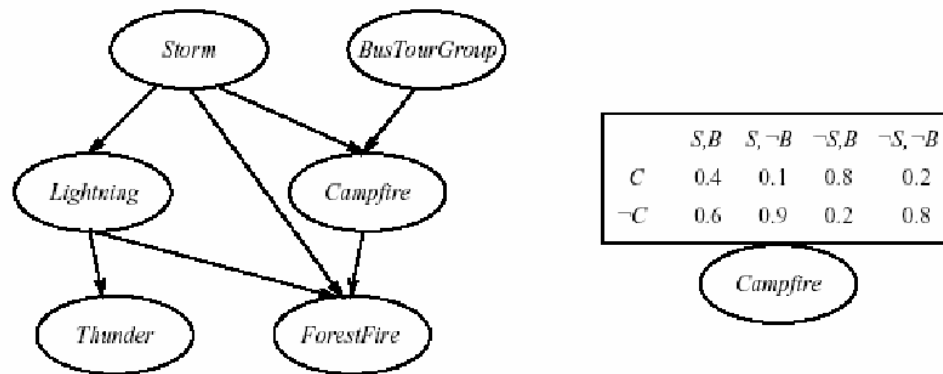 Storm
BusTourGroup
Lightning
Campfire
Thunder
ForestFire
S,B S,¬B ¬S,B ¬S,¬B
C 0.4 0.1 0.8 0.2
¬C 0.6 0.9 0.2 0.8
Campfire